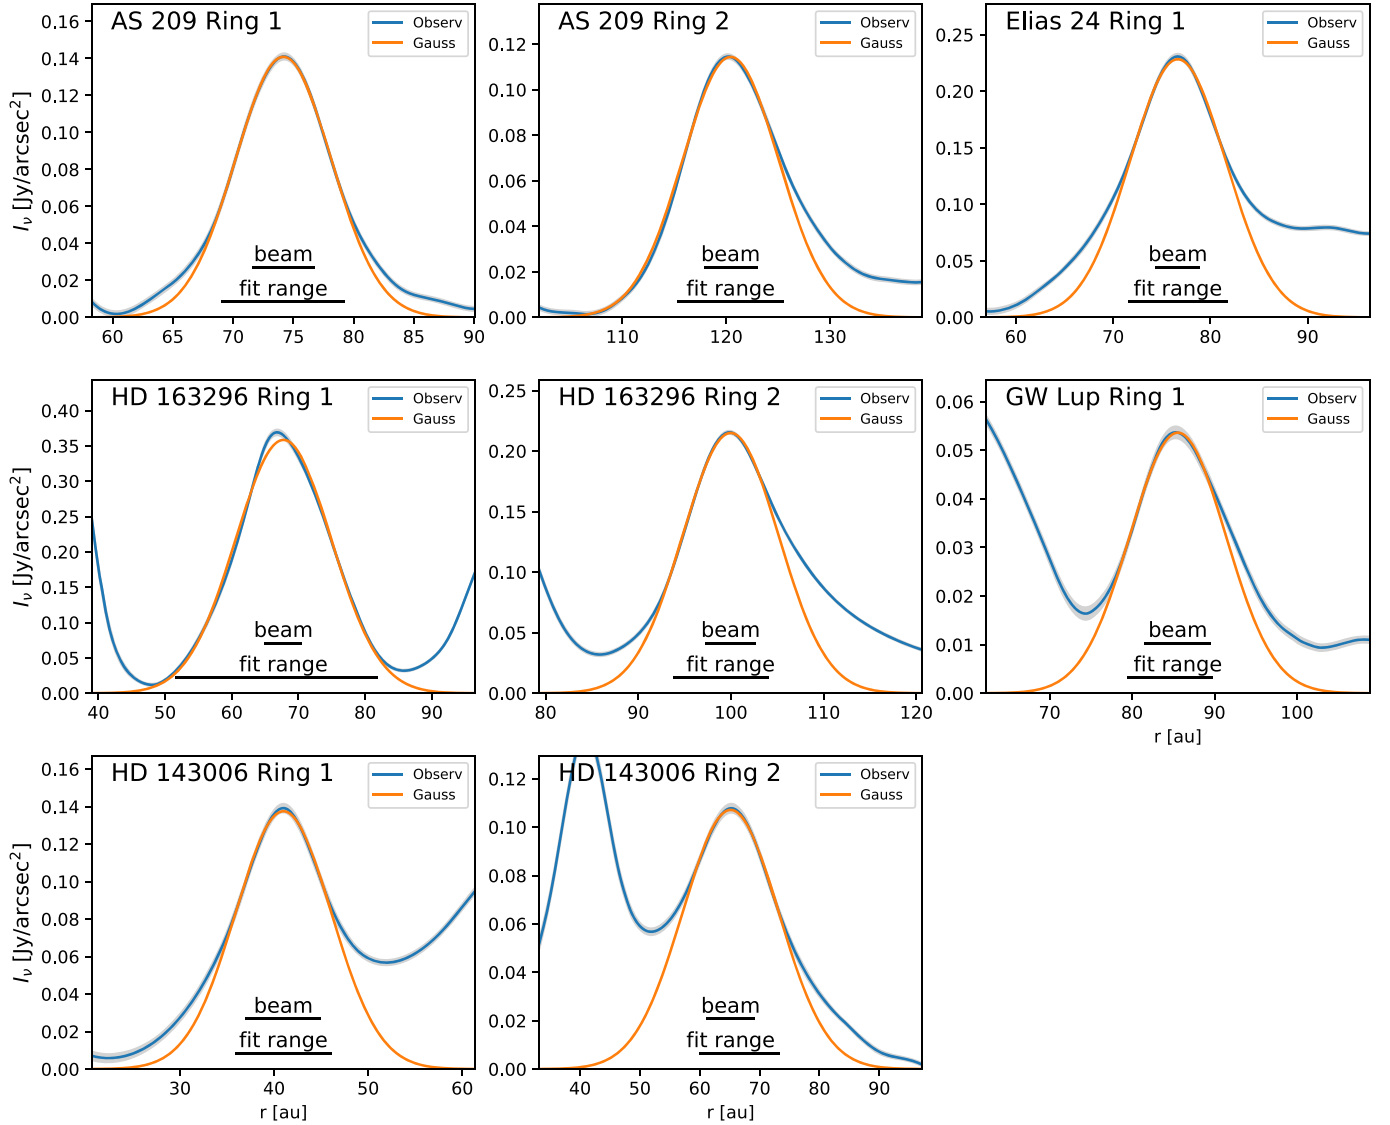 AS 209 Ring 1
Observ
Gauss
0.16
0.14
0.12
0.10
0.08
0.06
0.04
0.02
0.00
I_ν [Jy/arcsec²]
beam
fit range
60 65 70 75 80 85 90
AS 209 Ring 2
Observ
Gauss
0.12
0.10
0.08
0.06
0.04
0.02
0.00
beam
fit range
110 120 130
Elias 24 Ring 1
Observ
Gauss
0.25
0.20
0.15
0.10
0.05
0.00
beam
fit range
60 70 80 90
HD 163296 Ring 1
Observ
Gauss
0.40
0.35
0.30
0.25
0.20
0.15
0.10
0.05
0.00
I_ν [Jy/arcsec²]
beam
fit range
40 50 60 70 80 90
HD 163296 Ring 2
Observ
Gauss
0.25
0.20
0.15
0.10
0.05
0.00
beam
fit range
80 90 100 110 120
GW Lup Ring 1
Observ
Gauss
0.06
0.05
0.04
0.03
0.02
0.01
0.00
beam
fit range
70 80 90 100
r [au]
HD 143006 Ring 1
Observ
Gauss
0.16
0.14
0.12
0.10
0.08
0.06
0.04
0.02
0.00
I_ν [Jy/arcsec²]
beam
fit range
30 40 50 60
r [au]
HD 143006 Ring 2
Observ
Gauss
0.12
0.10
0.08
0.06
0.04
0.02
0.00
beam
fit range
40 50 60 70 80 90
r [au]